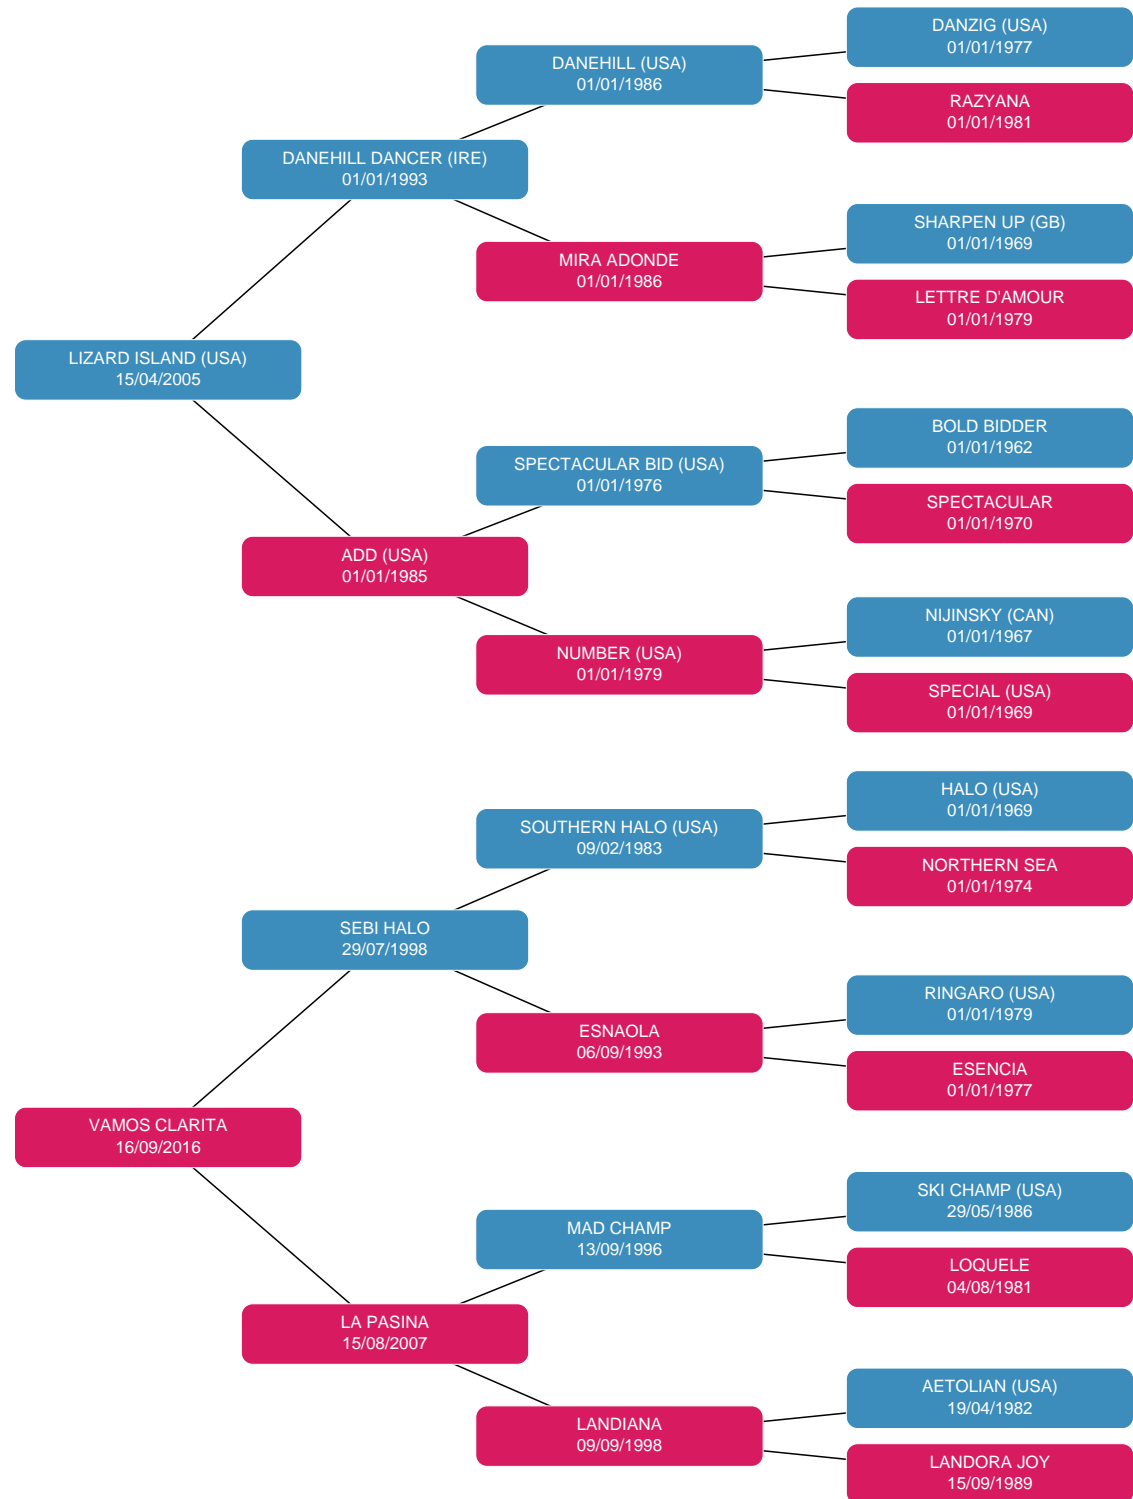 DANZIG (USA)
01/01/1977
DANEHILL (USA)
01/01/1986
RAZYANA
01/01/1981
DANEHILL DANCER (IRE)
01/01/1993
SHARPEN UP (GB)
01/01/1969
MIRA ADONDE
01/01/1986
LETTRE D'AMOUR
01/01/1979
LIZARD ISLAND (USA)
15/04/2005
BOLD BIDDER
01/01/1962
SPECTACULAR BID (USA)
01/01/1976
SPECTACULAR
01/01/1970
ADD (USA)
01/01/1985
NIJINSKY (CAN)
01/01/1967
NUMBER (USA)
01/01/1979
SPECIAL (USA)
01/01/1969
HALO (USA)
01/01/1969
SOUTHERN HALO (USA)
09/02/1983
NORTHERN SEA
01/01/1974
SEBI HALO
29/07/1998
RINGARO (USA)
01/01/1979
ESNAOLA
06/09/1993
ESENCIA
01/01/1977
VAMOS CLARITA
16/09/2016
SKI CHAMP (USA)
29/05/1986
MAD CHAMP
13/09/1996
LOQUELE
04/08/1981
LA PASINA
15/08/2007
AETOLIAN (USA)
19/04/1982
LANDIANA
09/09/1998
LANDORA JOY
15/09/1989